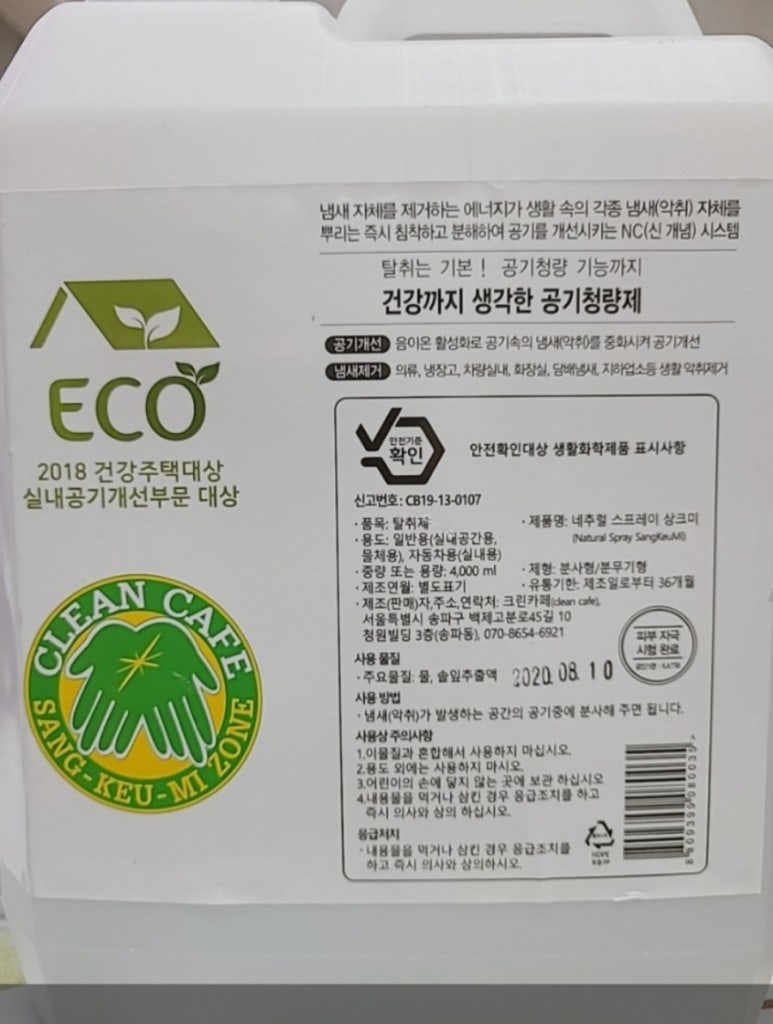 냄새 자체를 제거하는 에너지가 생활 속의 각종 냄새(악취) 자체를
뿌리는 즉시 침착하고 분해하여 공기를 개선시키는 NC(신 개념) 시스템
탈취는 기본! 공기청량 기능까지
건강까지 생각한 공기청량제
공기개선 음이온 활성화로 공기속의 냄새(악취)를 중화시켜 공기개선
냄새제거 의류, 냉장고, 차량실내, 화장실, 담배냄새, 지하업소등 생활 악취제거
ECO
2018 건강주택대상
실내공기개선부문 대상
CLEAN CAFE
SANG-KEU-MI ZONE
안전기준
확인
안전확인대상 생활화학제품 표시사항
신고번호: CB19-13-0107
· 품목: 탈취제
· 제품명: 네추럴 스프레이 상크미
(Natural Spray SangKeuMi)
· 용도: 일반용(실내공간용,
물체용), 자동차용(실내용)
· 중량 또는 용량: 4,000 ml
· 제형: 분사형/분무기형
· 제조연월: 별도표기
· 유통기한: 제조일로부터 36개월
· 제조(판매)자,주소,연락처: 크린카페(clean cafe),
서울특별시 송파구 백제고분로45길 10
청원빌딩 3층(송파동), 070-8654-6921
피부 자극
시험 완료
사용 물질
· 주요물질: 물, 솔잎추출액
2020.08.10
사용 방법
· 냄새(악취)가 발생하는 공간의 공기중에 분사해 주면 됩니다.
사용상 주의사항
1.이물질과 혼합해서 사용하지 마십시오.
2.용도 외에는 사용하지 마시오.
3.어린이의 손에 닿지 않는 곳에 보관 하십시오
4.내용물을 먹거나 삼킨 경우 응급조치를 하고
즉시 의사와 상의 하십시오.
응급처치
· 내용물을 먹거나 삼킨 경우 응급조치를
하고 즉시 의사와 상의하십시오.
HDPE
8809399080035